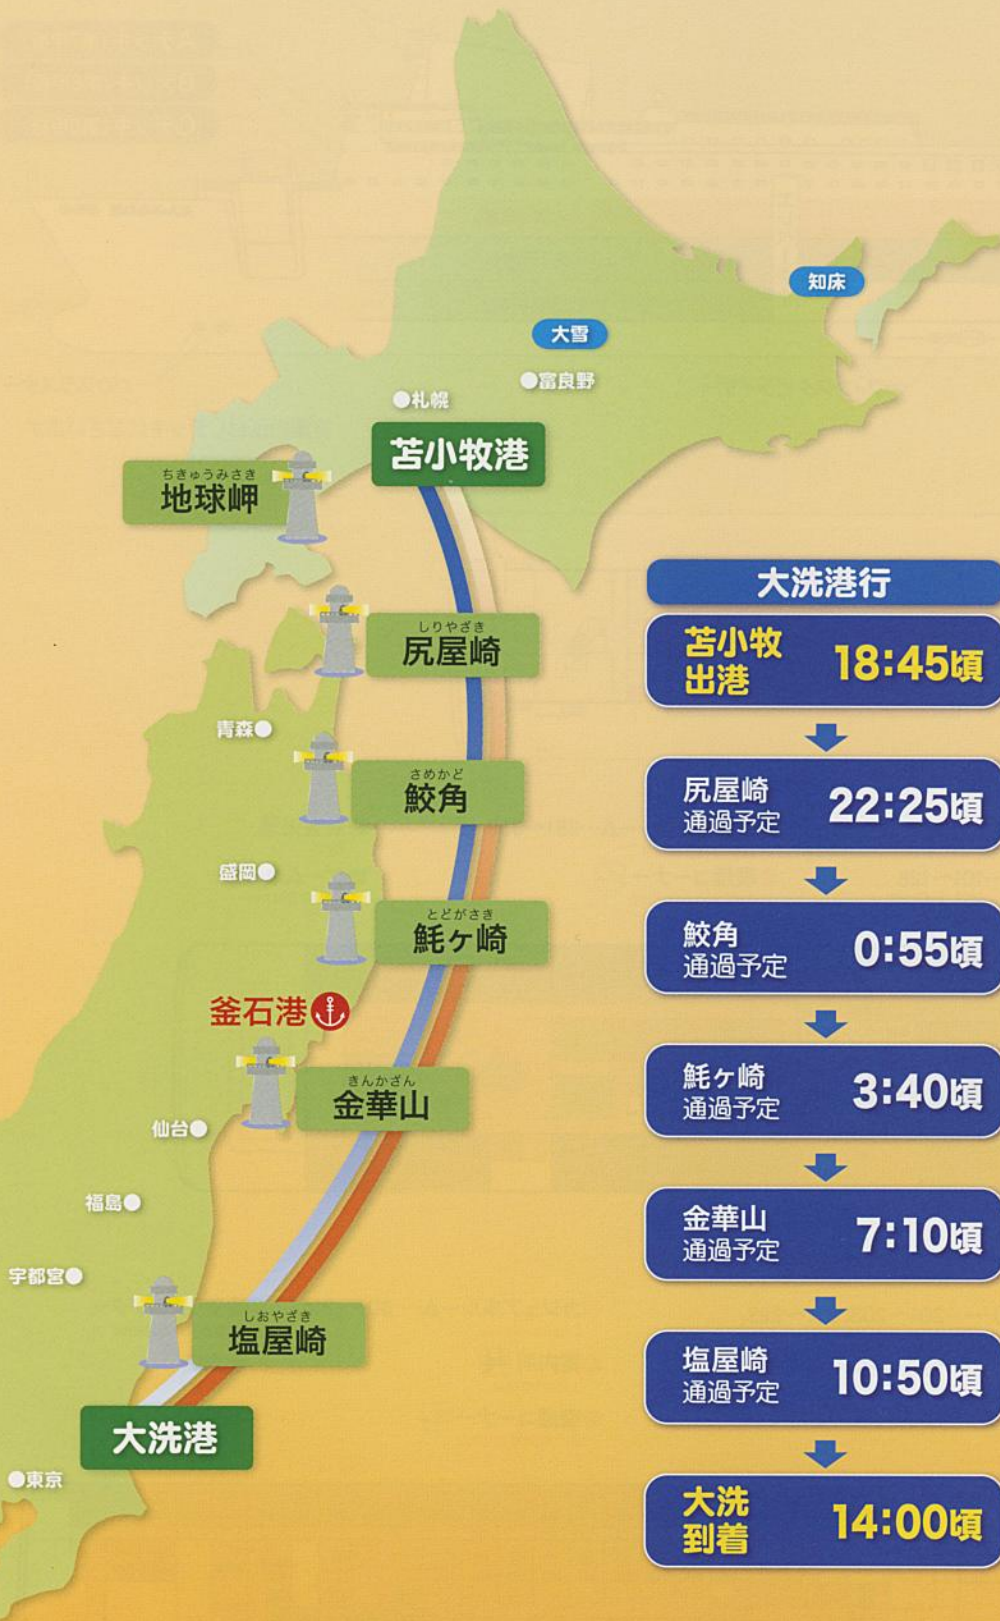 知床
大雪
●富良野
●札幌
苫小牧港
ちきゅうみさき
地球岬
しりやざき
尻屋崎
青森●
さめかど
鮫角
盛岡●
とどがさき
魹ヶ崎
釜石港
きんかざん
金華山
仙台●
福島●
宇都宮●
しおやざき
塩屋崎
大洗港
●東京
大洗港行
苫小牧
出港 18:45頃
尻屋崎
通過予定 22:25頃
鮫角
通過予定 0:55頃
魹ヶ崎
通過予定 3:40頃
金華山
通過予定 7:10頃
塩屋崎
通過予定 10:50頃
大洗
到着 14:00頃